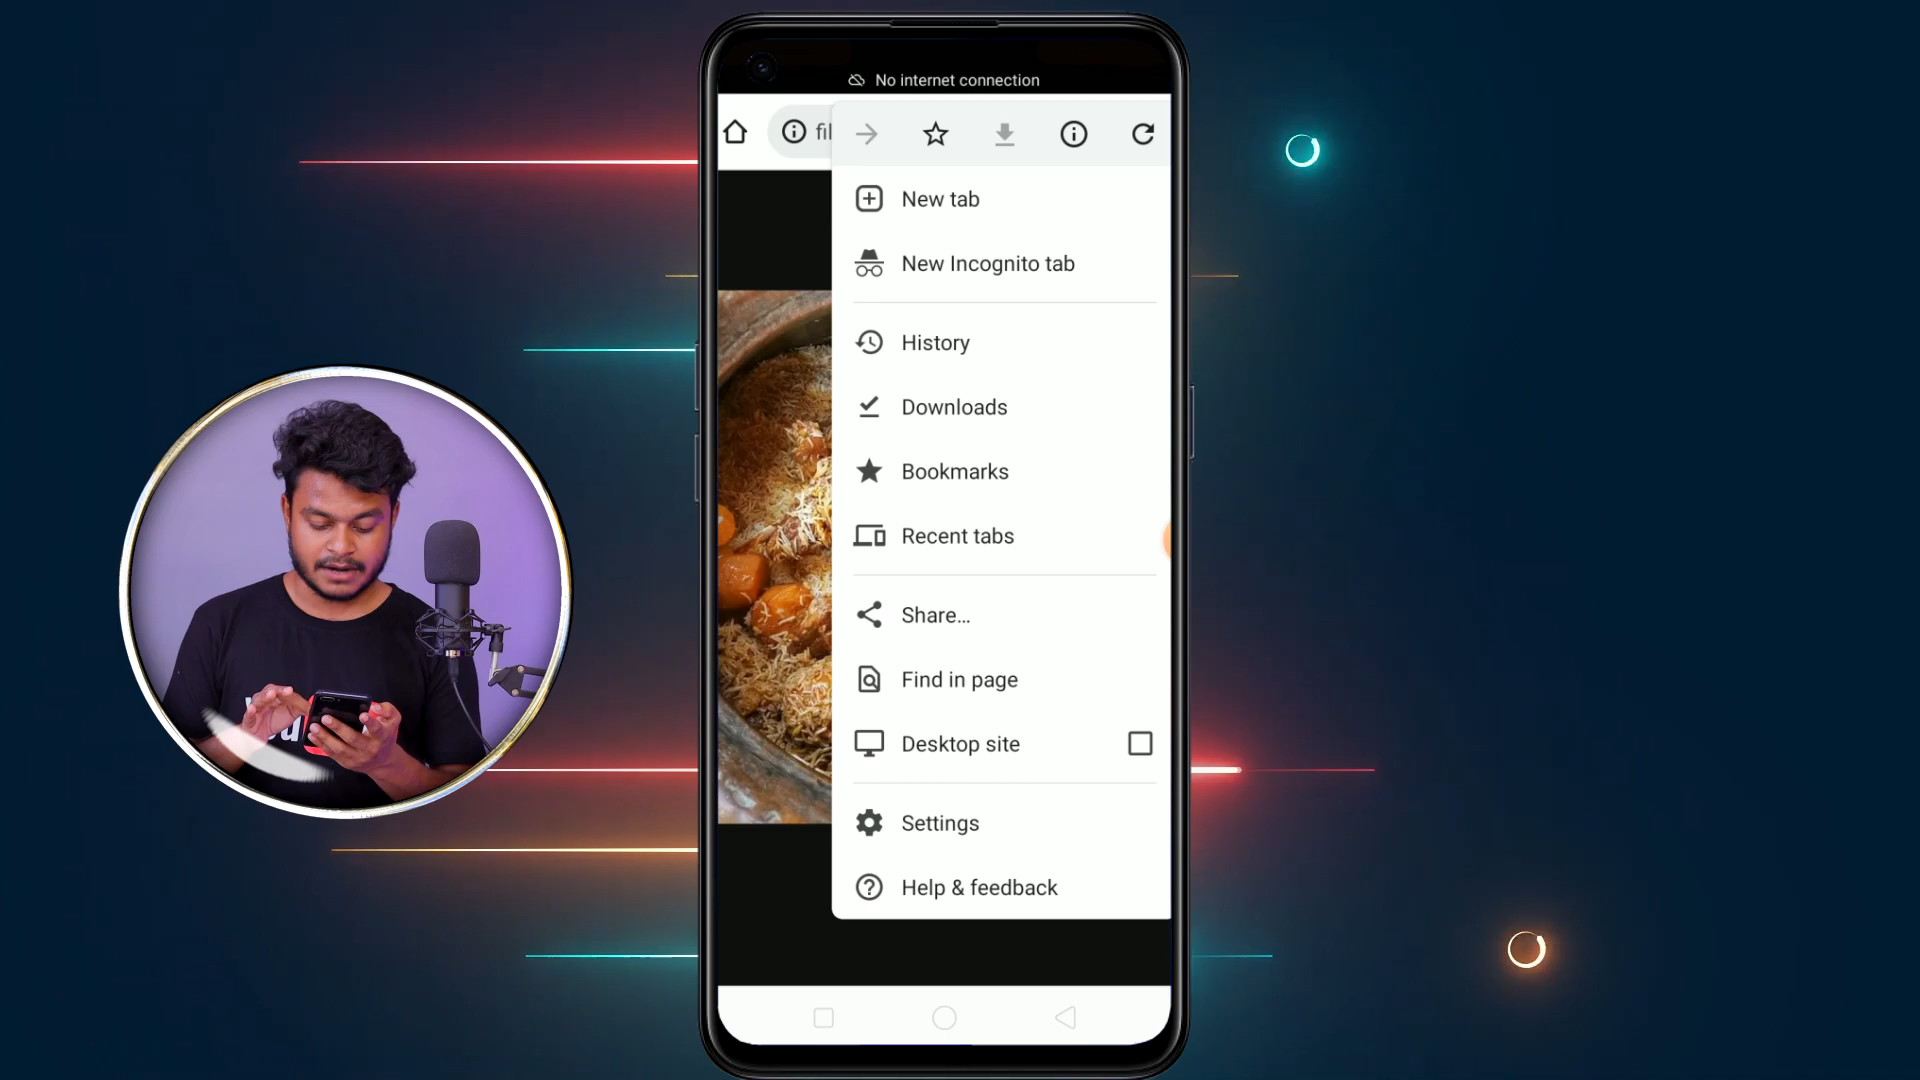 No internet connection
fil
New tab
New Incognito tab
History
Downloads
Bookmarks
Recent tabs
Share...
Find in page
Desktop site
Settings
Help & feedback